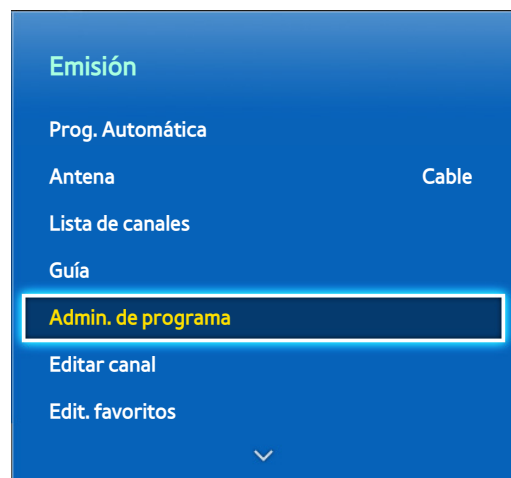 Emisión
Prog. Automática
Antena Cable
Lista de canales
Guía
Admin. de programa
Editar canal
Edit. favoritos